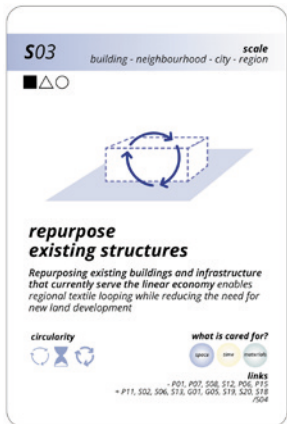 S03
scale
building - neighbourhood - city - region
repurpose
existing structures
Repurposing existing buildings and infrastructure
that currently serve the linear economy enables
regional textile looping while reducing the need for
new land development
circularity
what is cared for?
space
time
materials
links
- P01, P07, S08, S12, P06, P15
+ P11, S02, S06, S13, G01, G05, S19, S20, S18
/S04